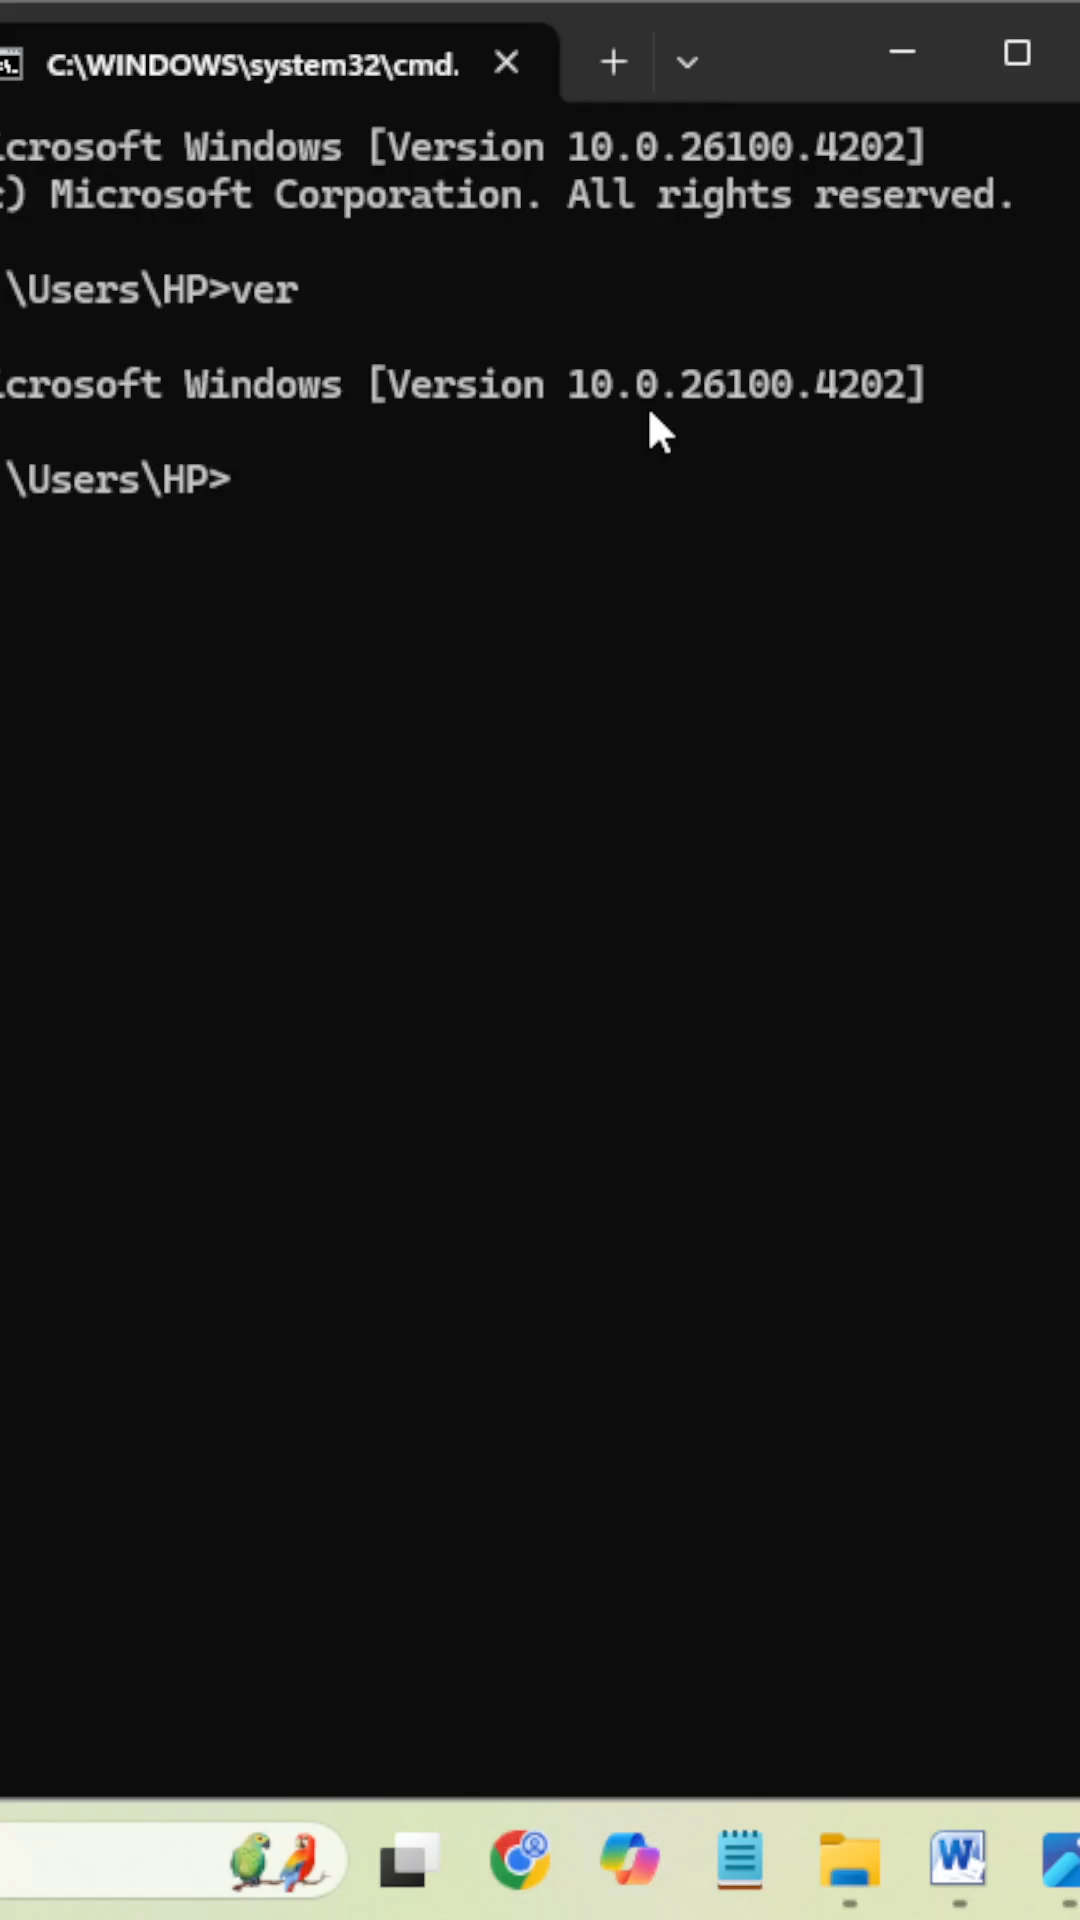 C:\WINDOWS\system32\cmd.
icrosoft Windows [Version 10.0.26100.4202]
c) Microsoft Corporation. All rights reserved.
\Users\HP>ver
icrosoft Windows [Version 10.0.26100.4202]
\Users\HP>